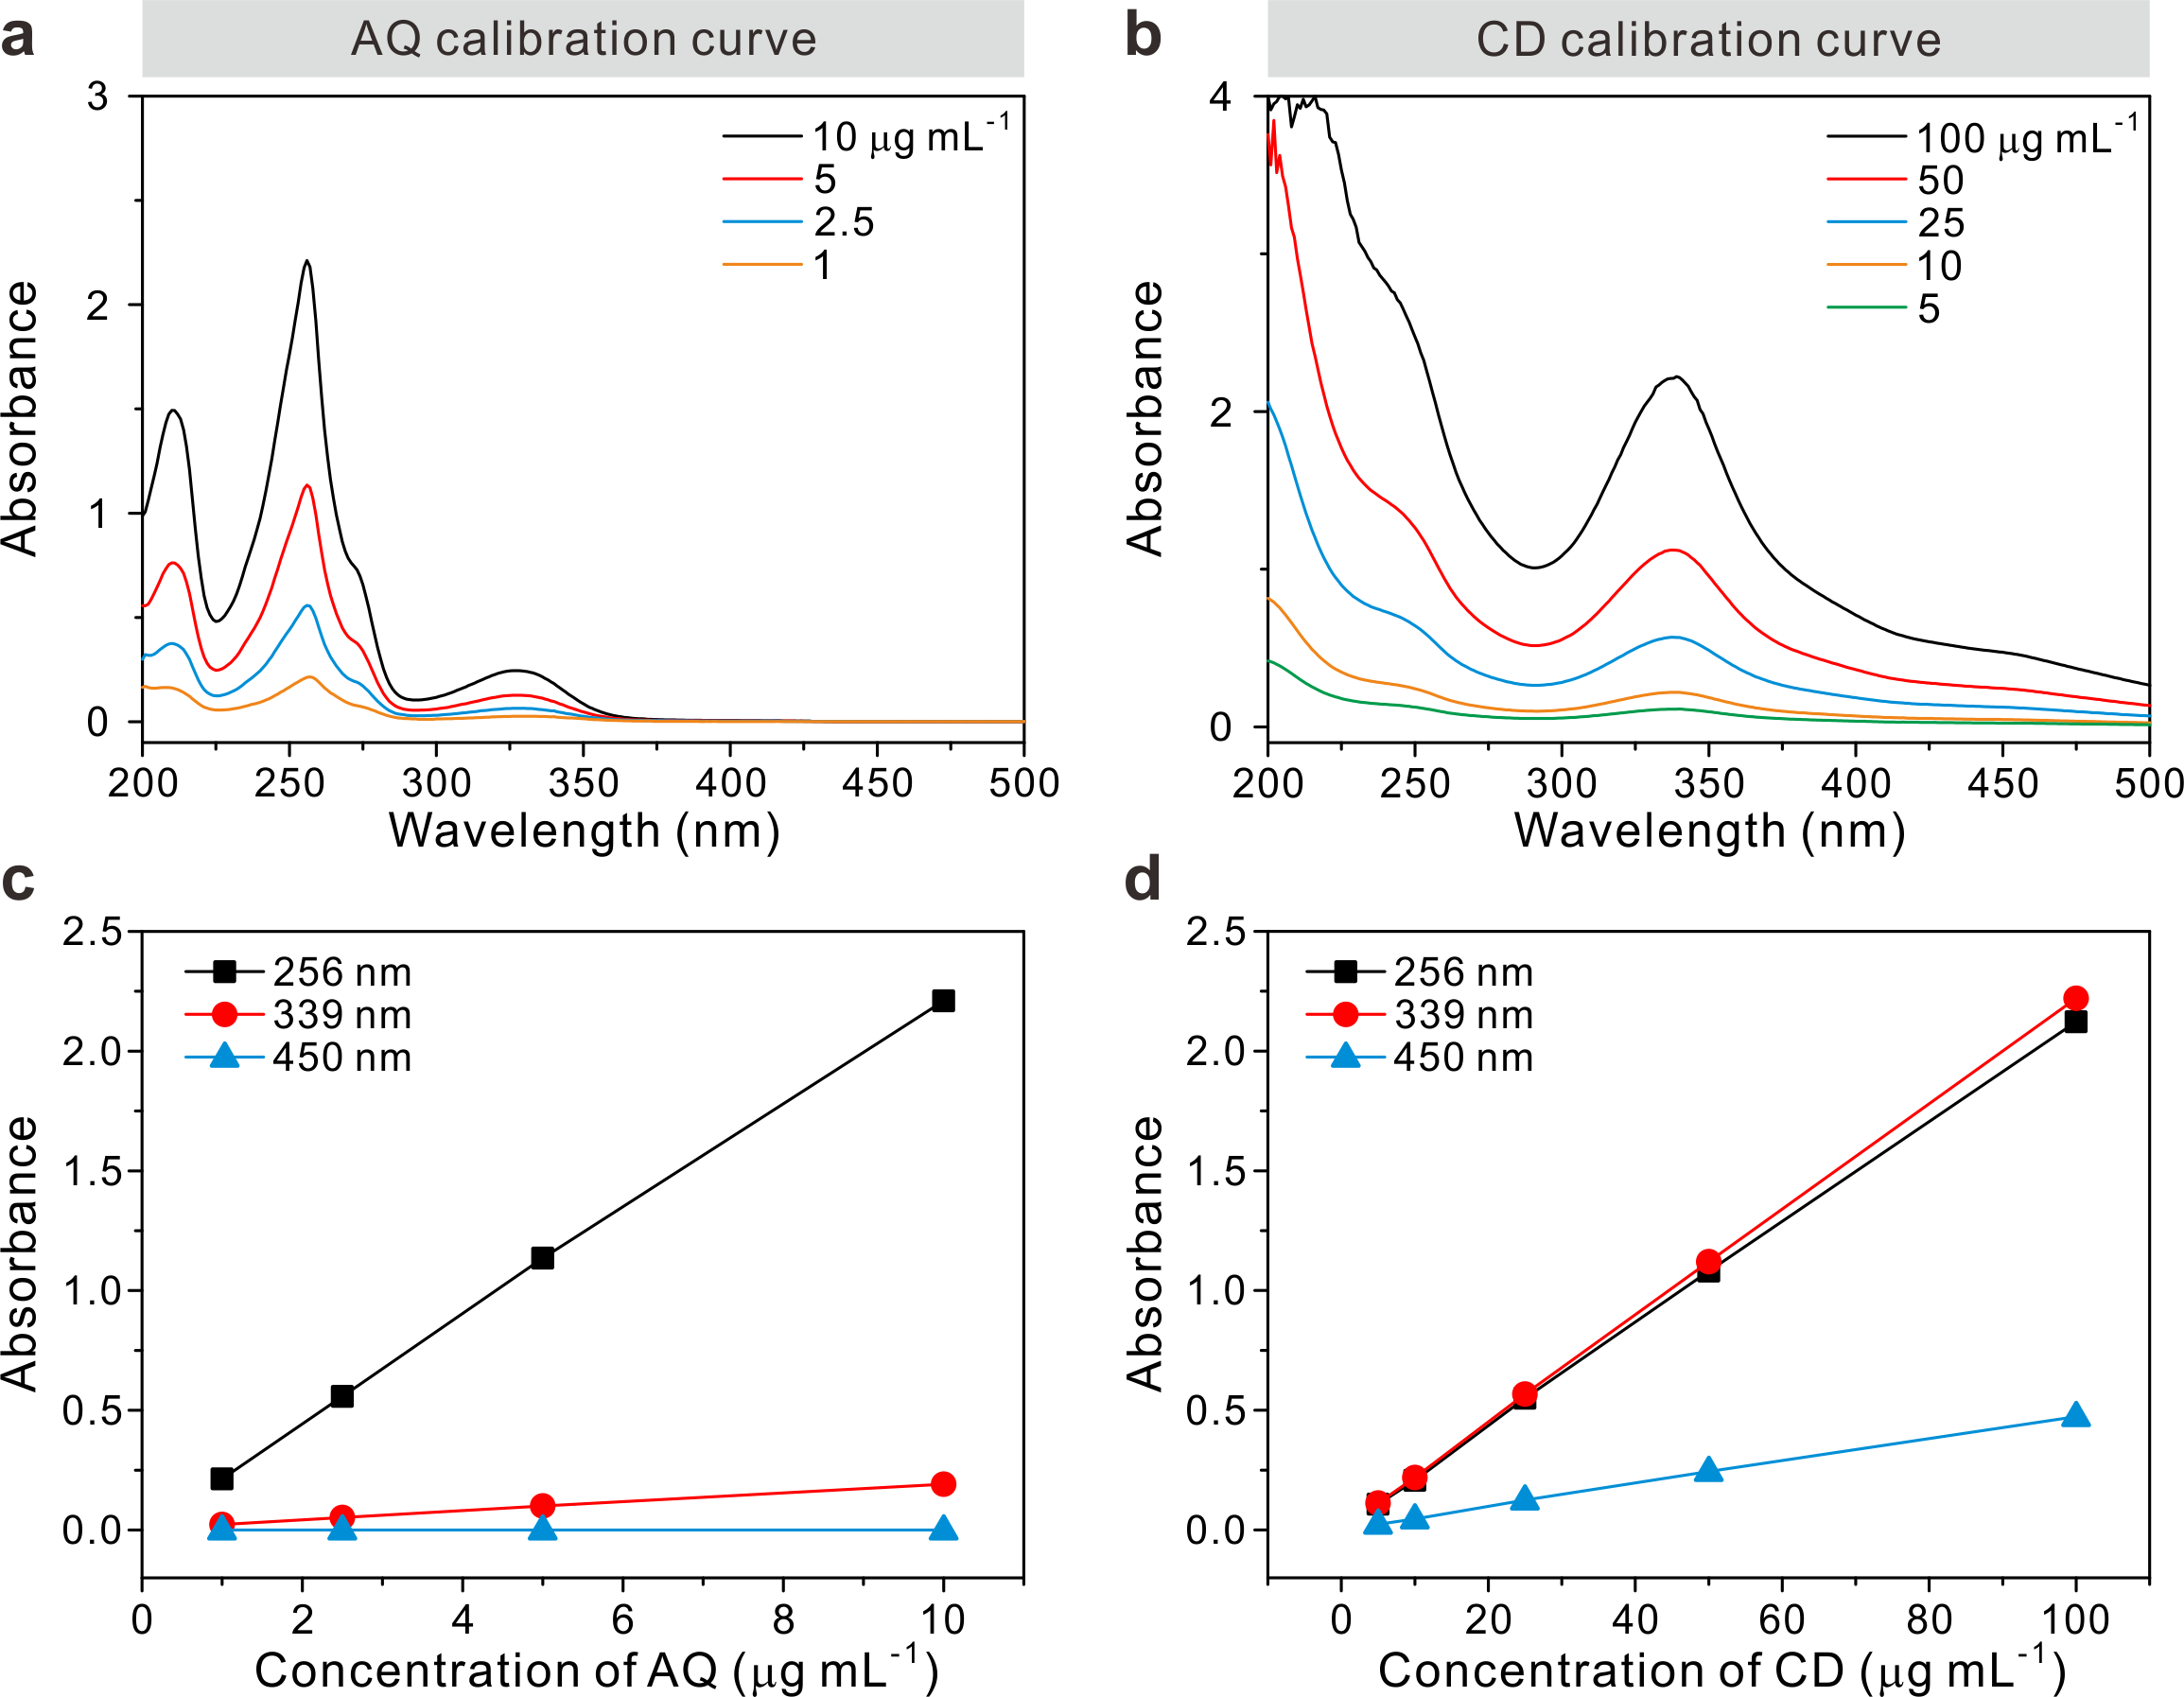 a
AQ calibration curve
3
2
1
0
Absorbance
10 μg mL⁻¹
5
2.5
1
200 250 300 350 400 450 500
Wavelength (nm)
b
CD calibration curve
4
2
0
Absorbance
100 μg mL⁻¹
50
25
10
5
200 250 300 350 400 450 500
Wavelength (nm)
c
2.5
2.0
1.5
1.0
0.5
0.0
Absorbance
256 nm
339 nm
450 nm
0 2 4 6 8 10
Concentration of AQ (μg mL⁻¹)
d
2.5
2.0
1.5
1.0
0.5
0.0
Absorbance
256 nm
339 nm
450 nm
0 20 40 60 80 100
Concentration of CD (μg mL⁻¹)